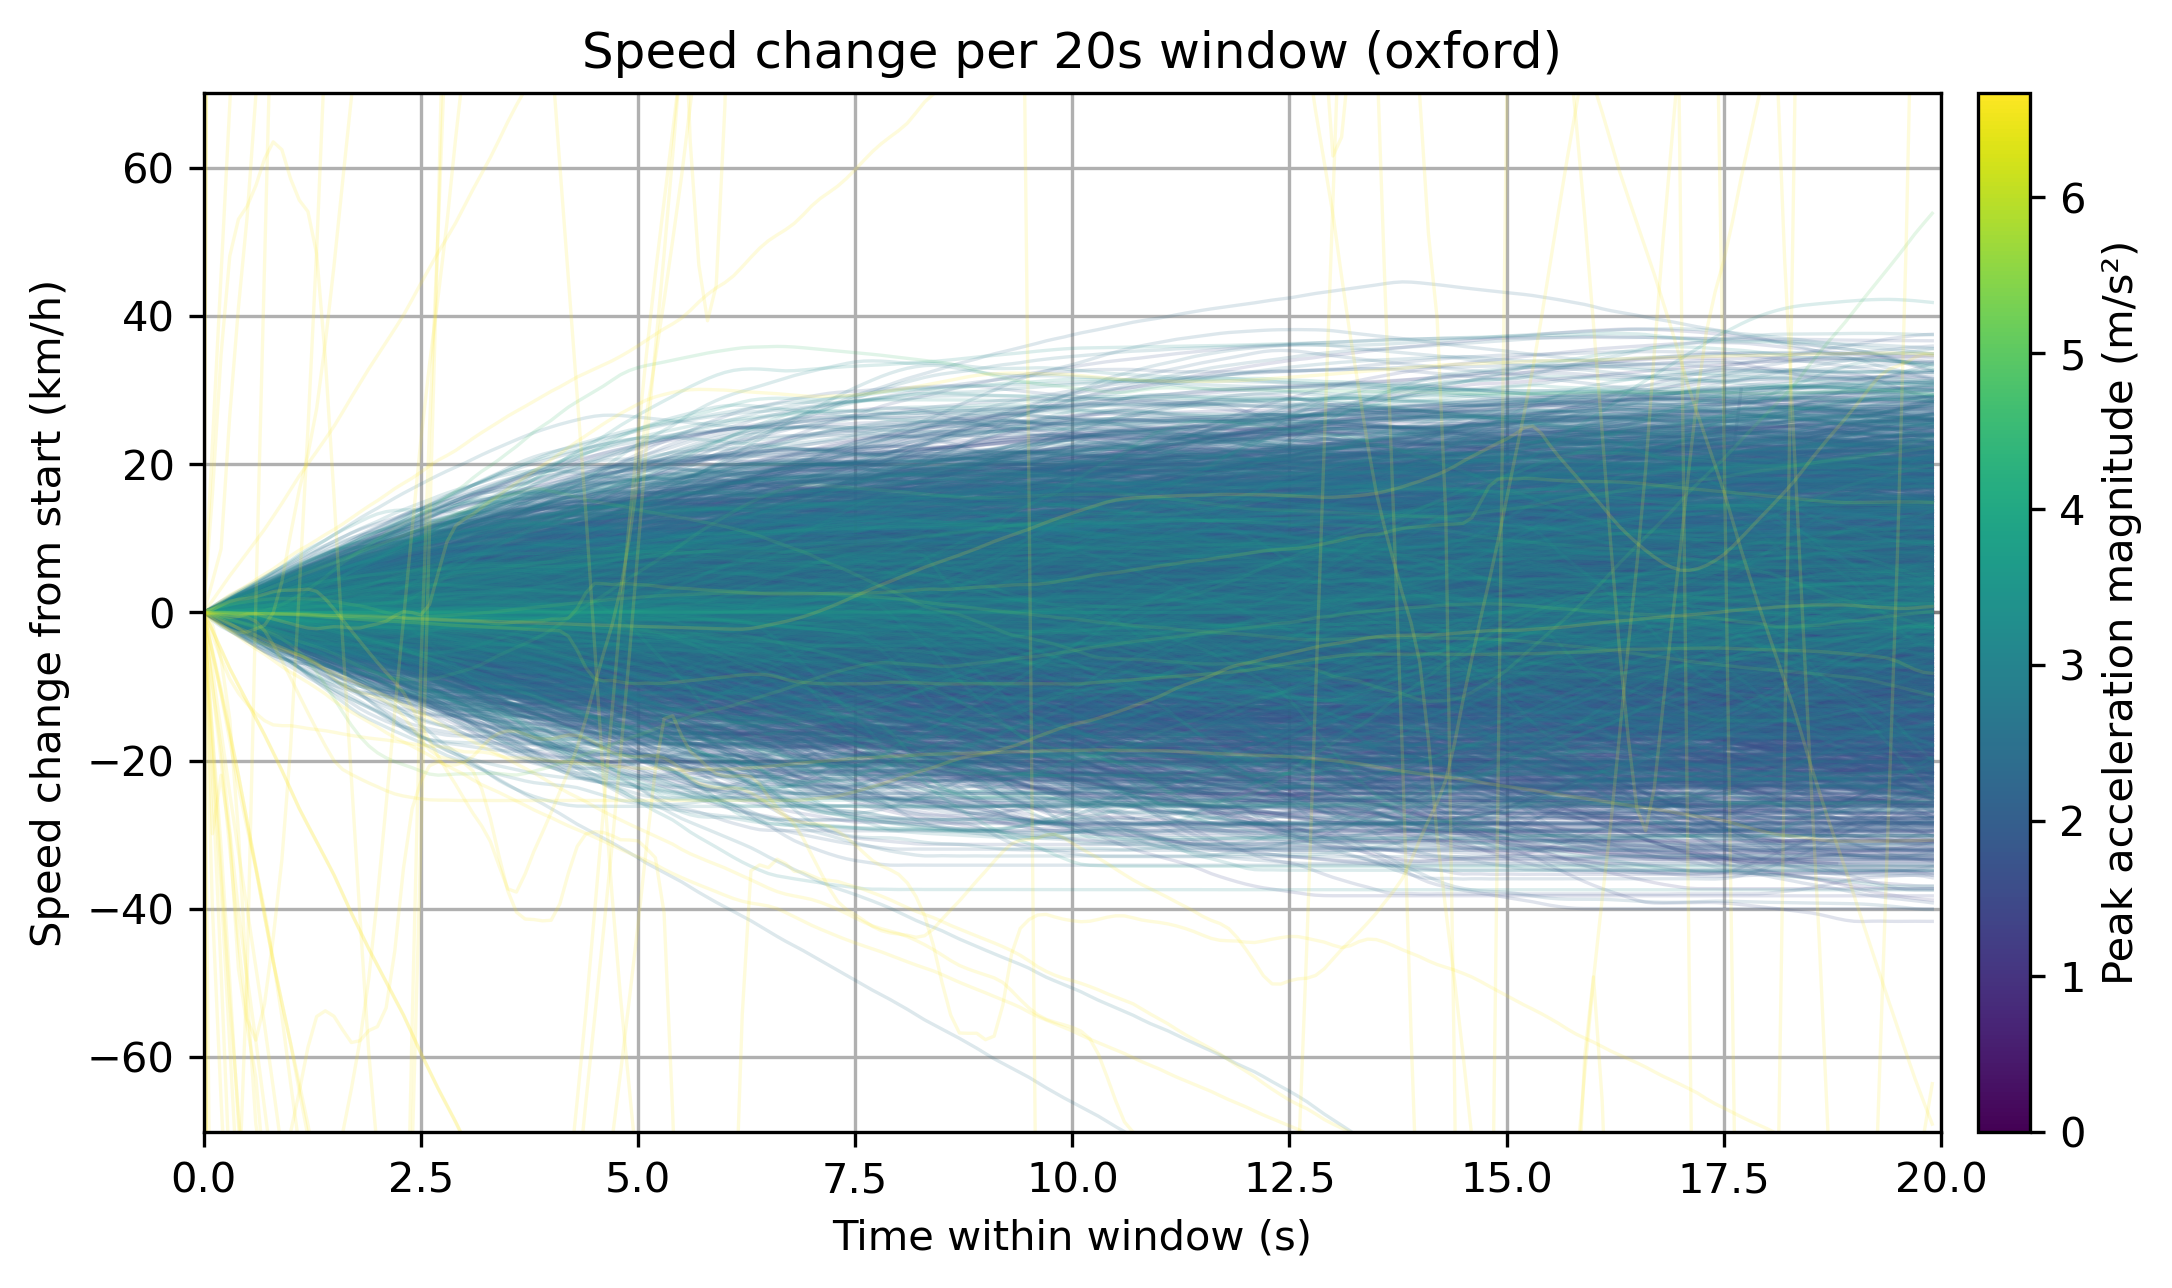 Speed change per 20s window (oxford)
Speed change from start (km/h)
60
40
20
0
−20
−40
−60
0.0 2.5 5.0 7.5 10.0 12.5 15.0 17.5 20.0
Time within window (s)
6
5
4
3
2
1
0
Peak acceleration magnitude (m/s²)